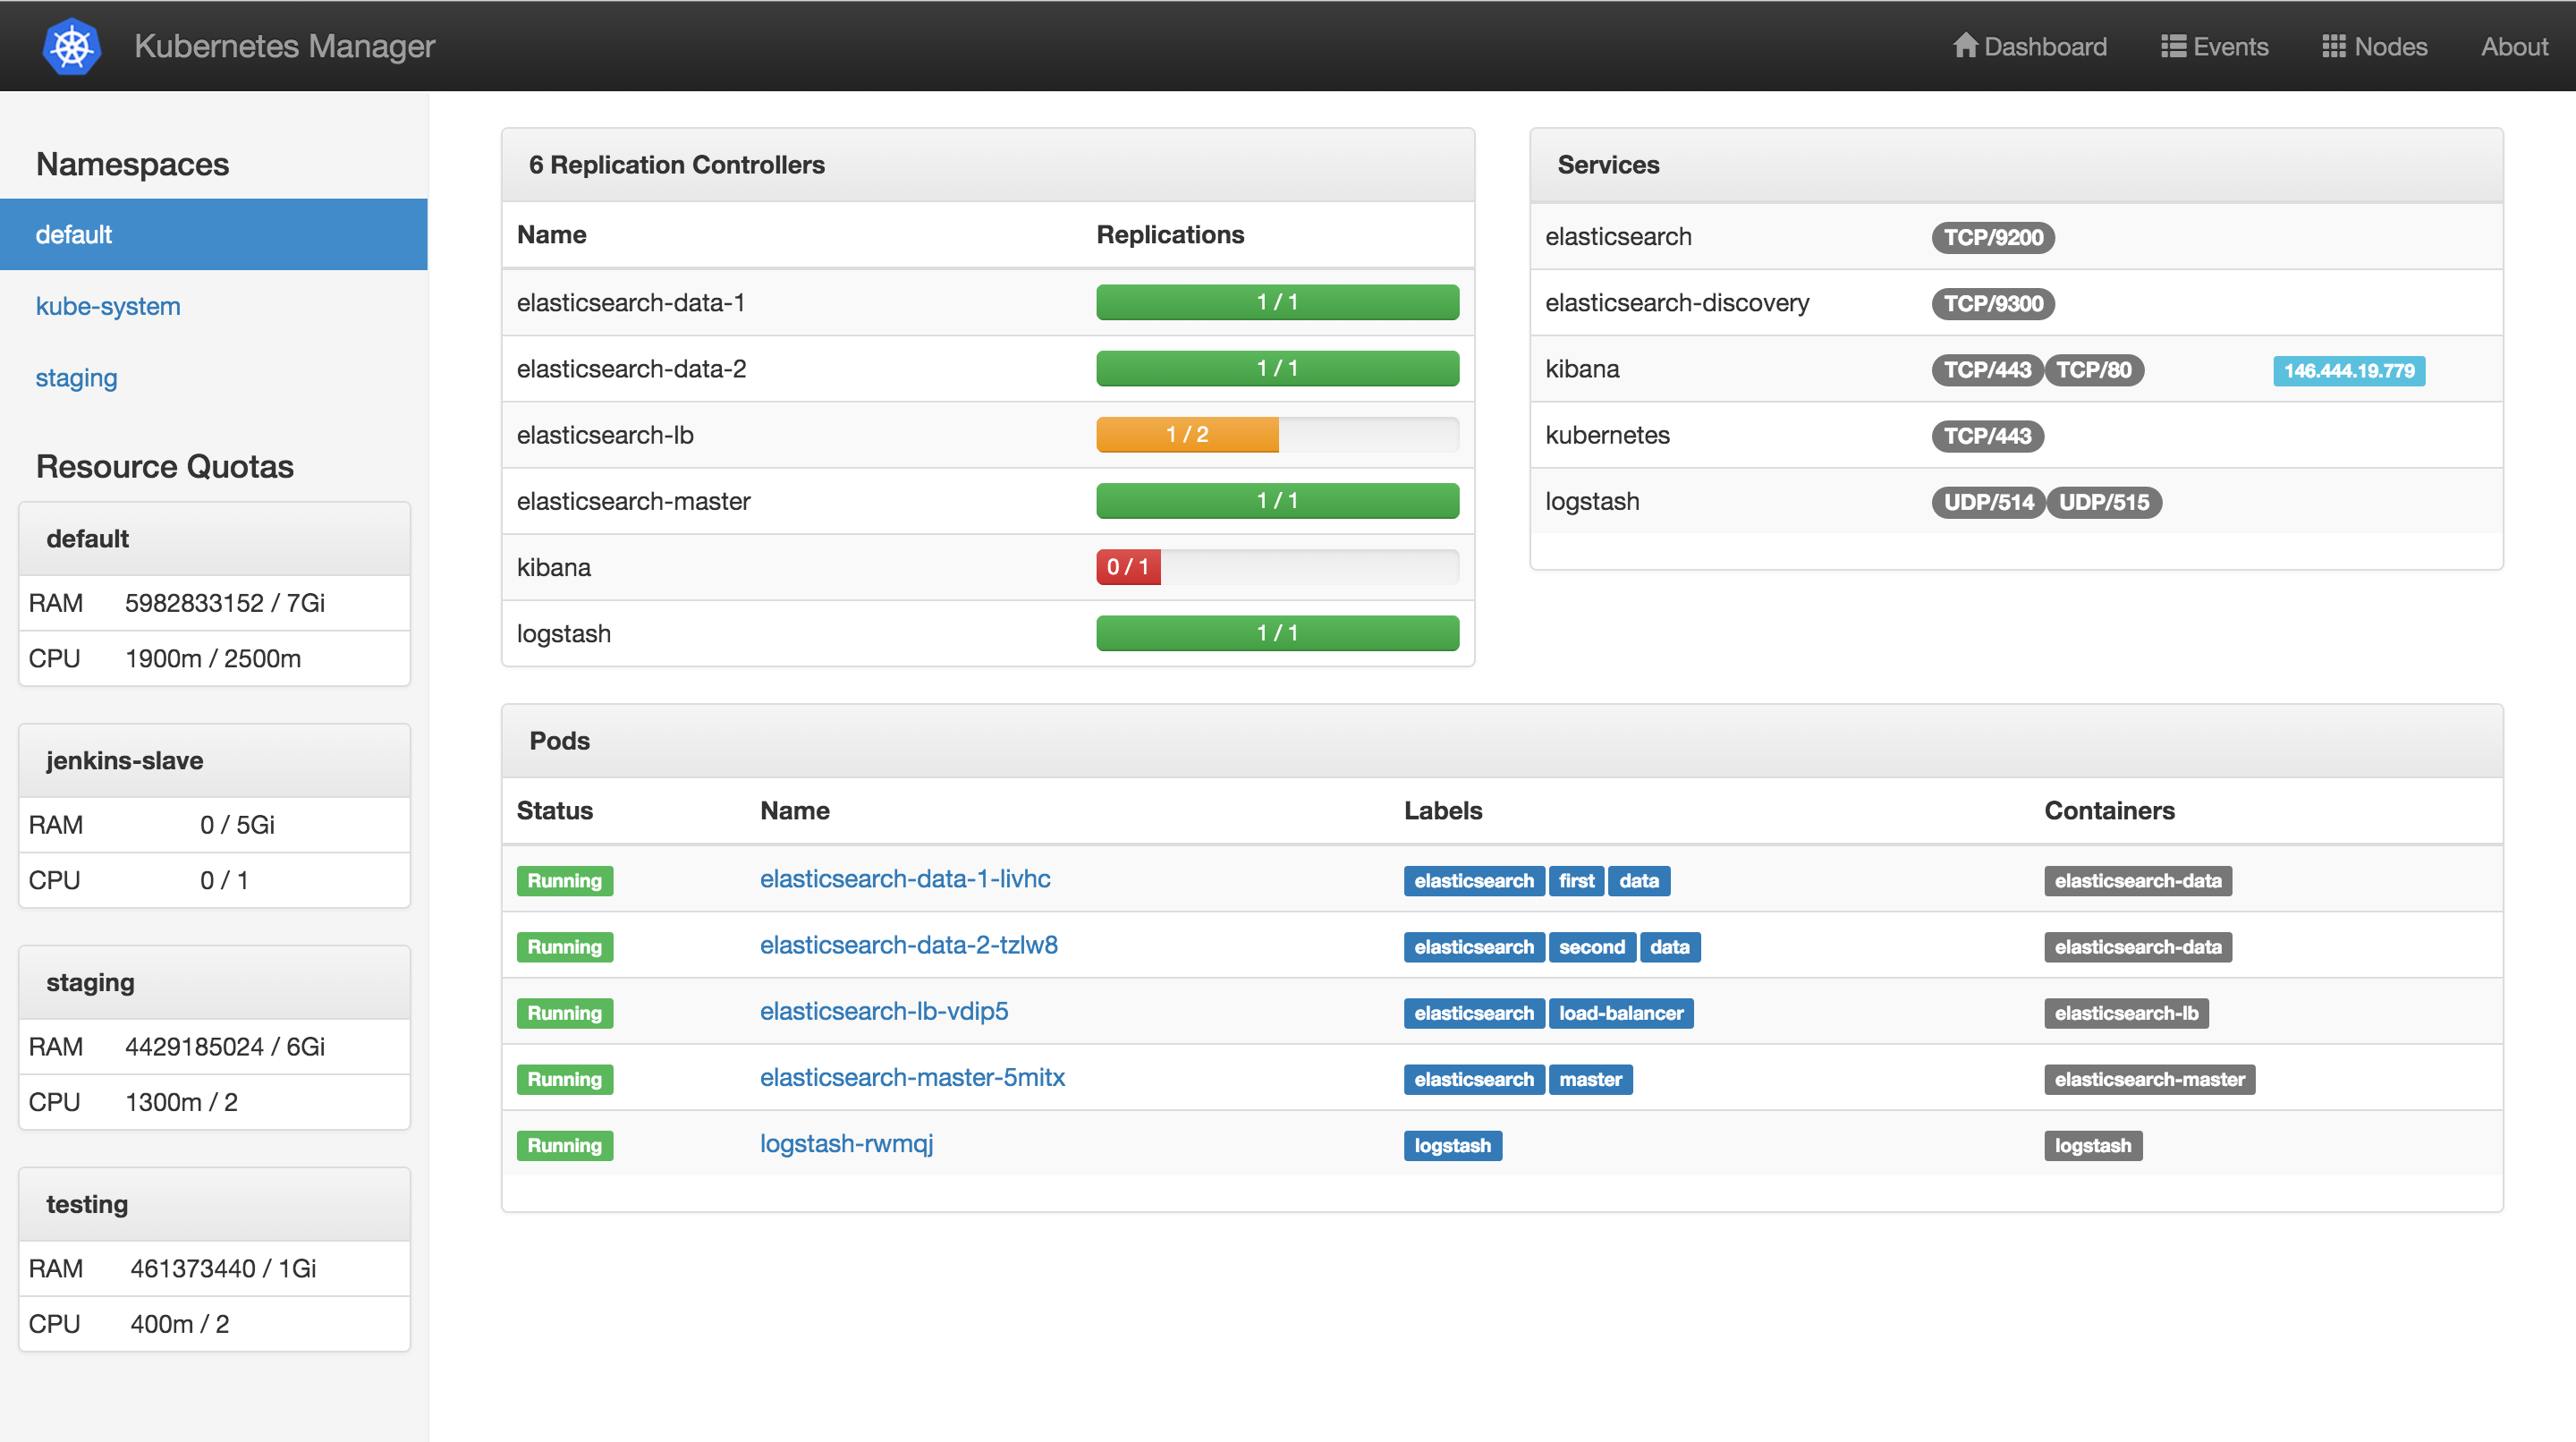 Kubernetes Manager
Dashboard Events Nodes About
Namespaces
default
kube-system
staging
Resource Quotas
default
RAM 5982833152 / 7Gi
CPU 1900m / 2500m
jenkins-slave
RAM 0 / 5Gi
CPU 0 / 1
staging
RAM 4429185024 / 6Gi
CPU 1300m / 2
testing
RAM 461373440 / 1Gi
CPU 400m / 2
6 Replication Controllers
Name Replications
elasticsearch-data-1 1 / 1
elasticsearch-data-2 1 / 1
elasticsearch-lb 1 / 2
elasticsearch-master 1 / 1
kibana 0 / 1
logstash 1 / 1
Services
elasticsearch TCP/9200
elasticsearch-discovery TCP/9300
kibana TCP/443 TCP/80 146.444.19.779
kubernetes TCP/443
logstash UDP/514 UDP/515
Pods
Status Name Labels Containers
Running elasticsearch-data-1-livhc elasticsearch first data elasticsearch-data
Running elasticsearch-data-2-tzlw8 elasticsearch second data elasticsearch-data
Running elasticsearch-lb-vdip5 elasticsearch load-balancer elasticsearch-lb
Running elasticsearch-master-5mitx elasticsearch master elasticsearch-master
Running logstash-rwmqj logstash logstash